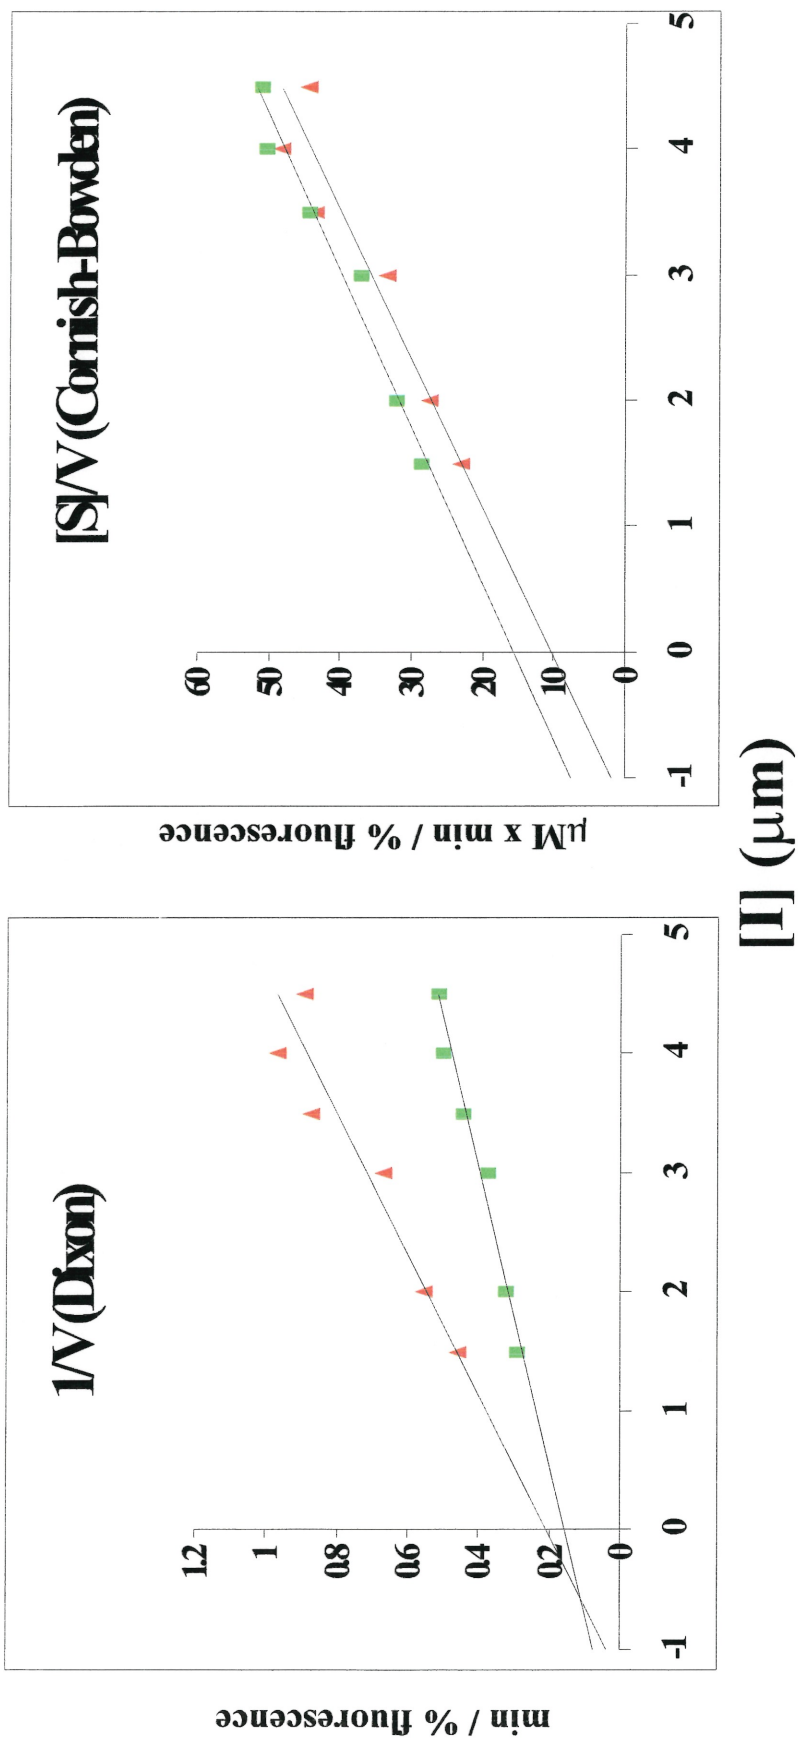 1/V (Dixon)
min / % fluorescence
1.2
1
0.8
0.6
0.4
0.2
0
-1 0 1 2 3 4 5
[S]/V (Cornish-Bowden)
µM x min / % fluorescence
60
50
40
30
20
10
0
-1 0 1 2 3 4 5
[I] (µm)